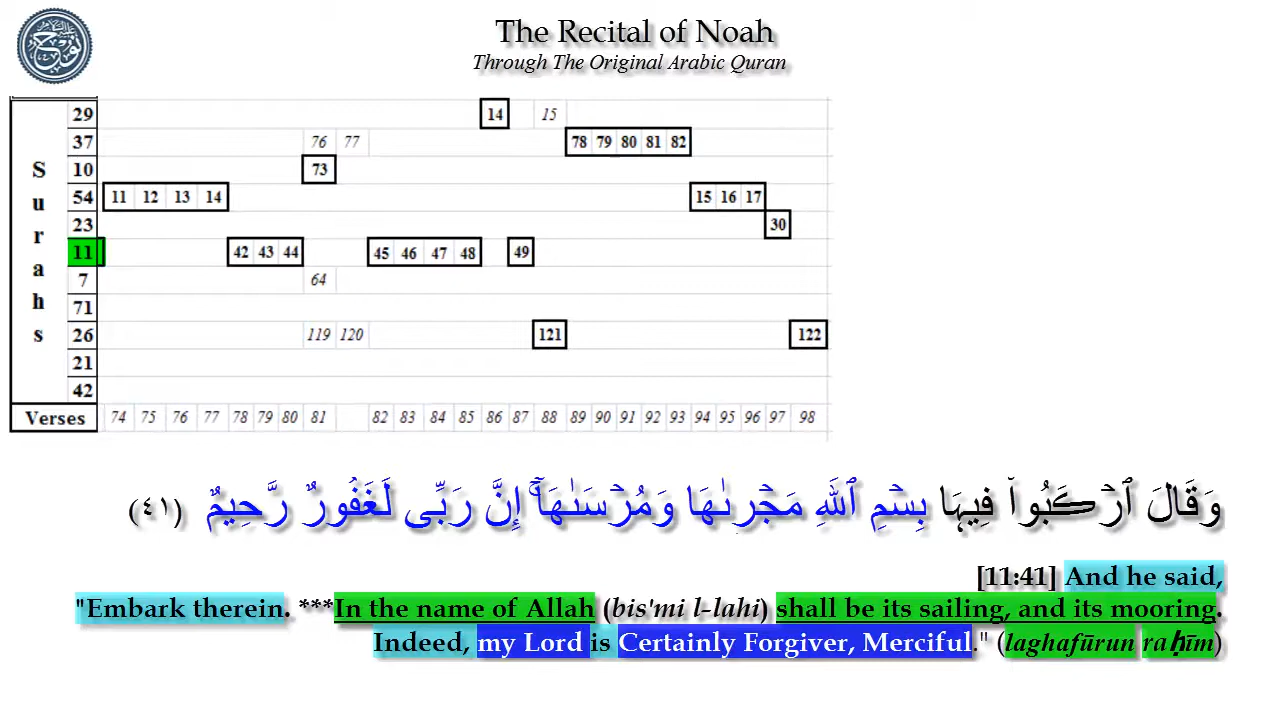 نوح
The Recital of Noah
Through The Original Arabic Quran
29 14 15
37 76 77 78 79 80 81 82
S 10 73
u 54 11 12 13 14 15 16 17
r 23 30
a 11 42 43 44 45 46 47 48 49
h 7 64
71
s 26 119 120 121 122
21
42
Verses 74 75 76 77 78 79 80 81 82 83 84 85 86 87 88 89 90 91 92 93 94 95 96 97 98
وَقَالَ ٱرْكَبُوا۟ فِيهَا بِسْمِ ٱللَّهِ مَجْر۪ىٰهَا وَمُرْسَىٰهَآ ۚ إِنَّ رَبِّى لَغَفُورٌ رَّحِيمٌ (٤١)
[11:41] And he said,
"Embark therein. ***In the name of Allah (bis'mi l-lahi) shall be its sailing, and its mooring.
Indeed, my Lord is Certainly Forgiver, Merciful." (laghafūrun raḥīm)